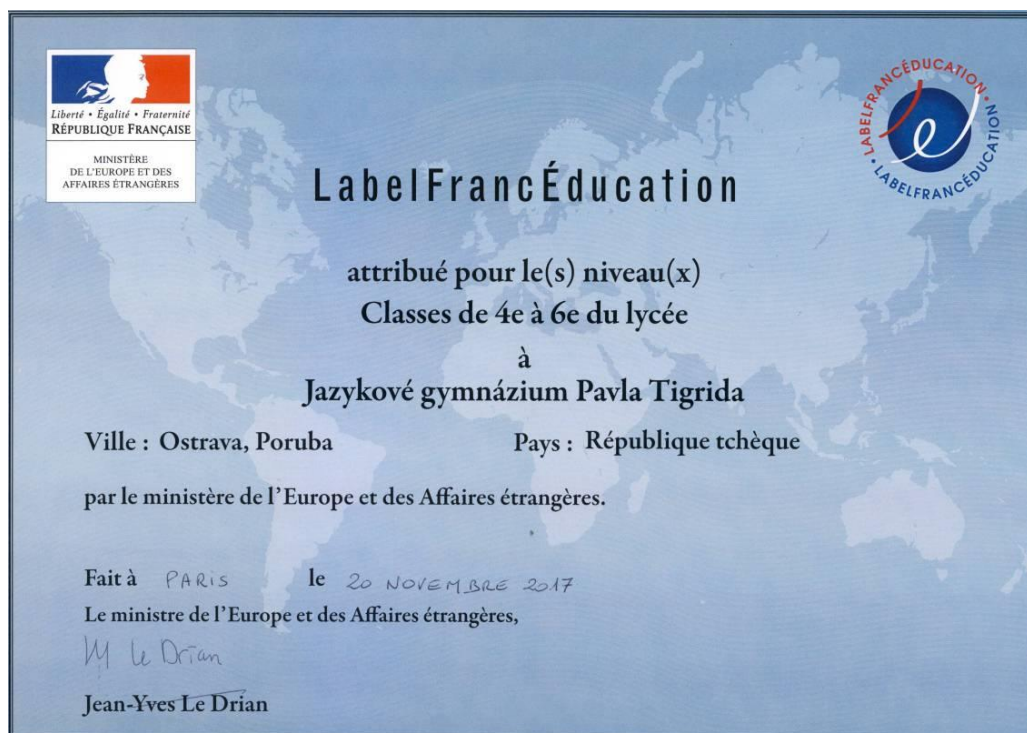 Liberté • Égalité • Fraternité
RÉPUBLIQUE FRANÇAISE
MINISTÈRE
DE L'EUROPE ET DES
AFFAIRES ÉTRANGÈRES
• LABELFRANCÉDUCATION • LABELFRANCÉDUCATION
LabelFrancÉducation
attribué pour le(s) niveau(x)
Classes de 4e à 6e du lycée
à
Jazykové gymnázium Pavla Tigrida
Ville : Ostrava, Poruba Pays : République tchèque
par le ministère de l'Europe et des Affaires étrangères.
Fait à PARIS le 20 NOVEMBRE 2017
Le ministre de l'Europe et des Affaires étrangères,
Le Drian
Jean-Yves Le Drian